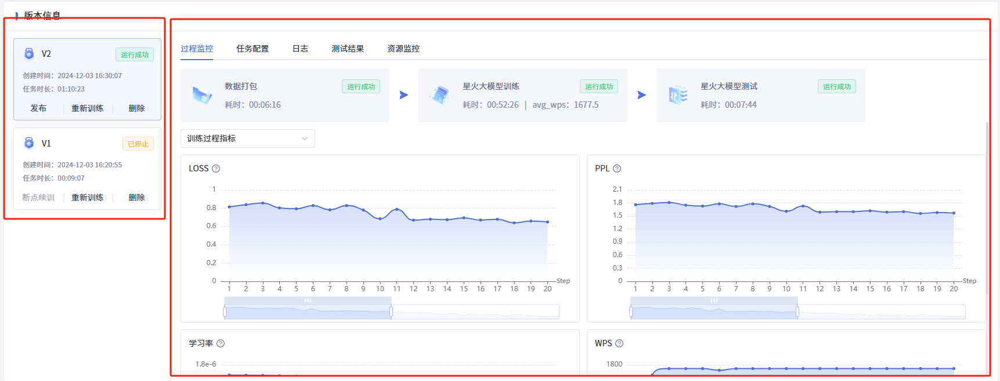 版本信息
V2
运行成功
创建时间：2024-12-03 16:30:07
任务时长：01:10:23
发布
重新训练
删除
V1
已停止
创建时间：2024-12-03 16:20:55
任务时长：00:09:07
断点续训
重新训练
删除
过程监控 任务配置 日志 测试结果 资源监控
数据打包
运行成功
耗时：00:06:16
星火大模型训练
运行成功
耗时：00:52:26 | avg_wps：1677.5
星火大模型测试
运行成功
耗时：00:07:44
训练过程指标
LOSS ?
1
0.8
0.6
0.4
0.2
0
1 2 3 4 5 6 7 8 9 10 11 12 13 14 15 16 17 18 19 20
Step
PPL ?
2.1
1.8
1.5
1.2
0.9
0.6
0.3
0
1 2 3 4 5 6 7 8 9 10 11 12 13 14 15 16 17 18 19 20
Step
学习率 ?
1.8e-6
WPS ?
1800